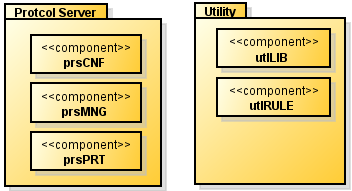 Protcol Server
<<component>>
prsCNF
<<component>>
prsMNG
<<component>>
prsPRT
Utility
<<component>>
utlLIB
<<component>>
utlRULE